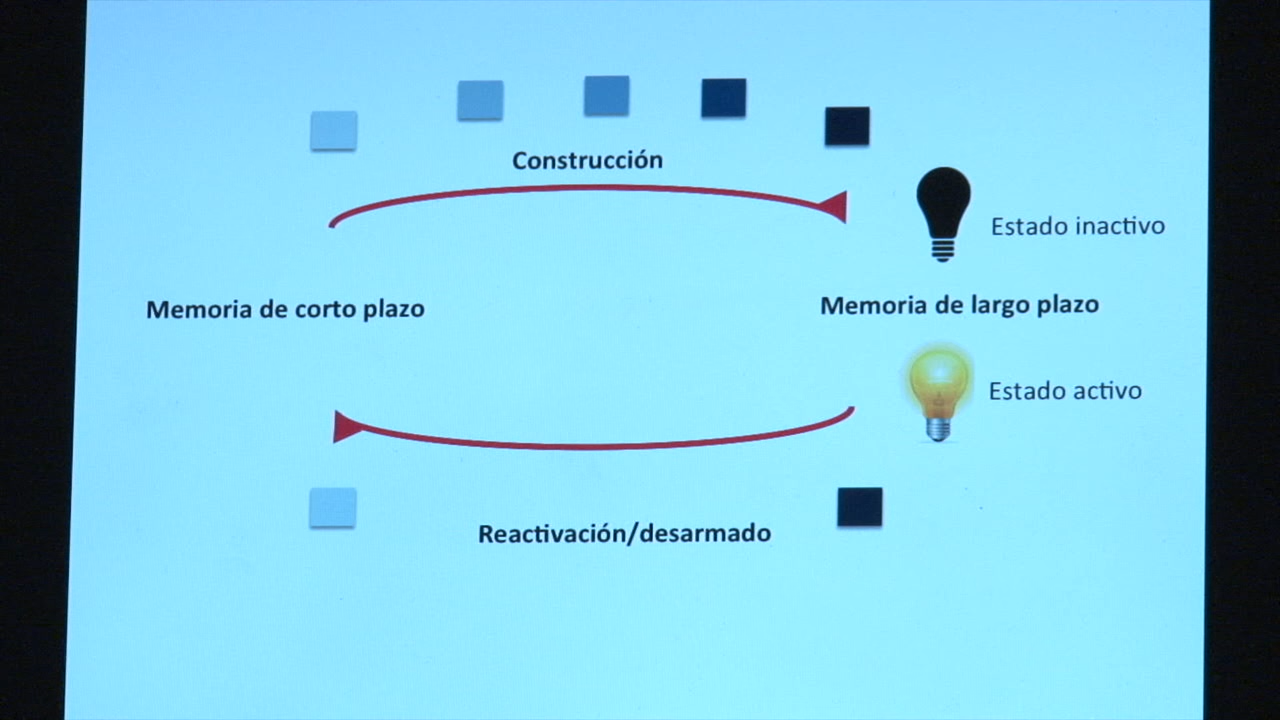 Construcción
Estado inactivo
Memoria de corto plazo
Memoria de largo plazo
Estado activo
Reactivación/desarmado